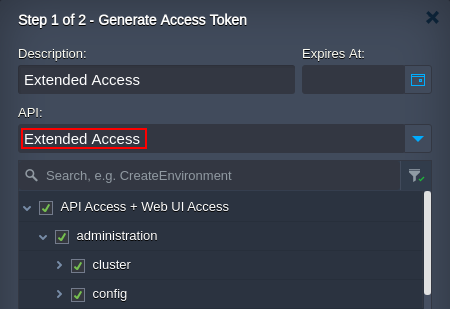 Step 1 of 2 - Generate Access Token
Description:
Expires At:
Extended Access
API:
Extended Access
Search, e.g. CreateEnvironment
API Access + Web UI Access
administration
cluster
config